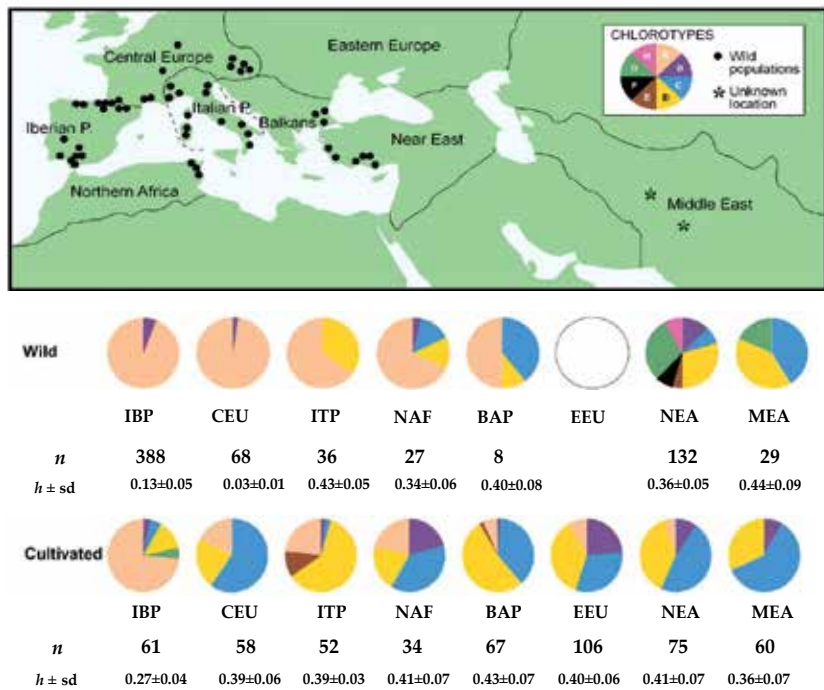 CHLOROTYPES
Wild populations
* Unknown location
Central Europe
Eastern Europe
Italian P.
Iberian P.
Balkans
Near East
Northern Africa
Middle East
Wild
IBP CEU ITP NAF BAP EEU NEA MEA
n 388 68 36 27 8 132 29
h ± sd 0.13±0.05 0.03±0.01 0.43±0.05 0.34±0.06 0.40±0.08 0.36±0.05 0.44±0.09
Cultivated
IBP CEU ITP NAF BAP EEU NEA MEA
n 61 58 52 34 67 106 75 60
h ± sd 0.27±0.04 0.39±0.06 0.39±0.03 0.41±0.07 0.43±0.07 0.40±0.06 0.41±0.07 0.36±0.07